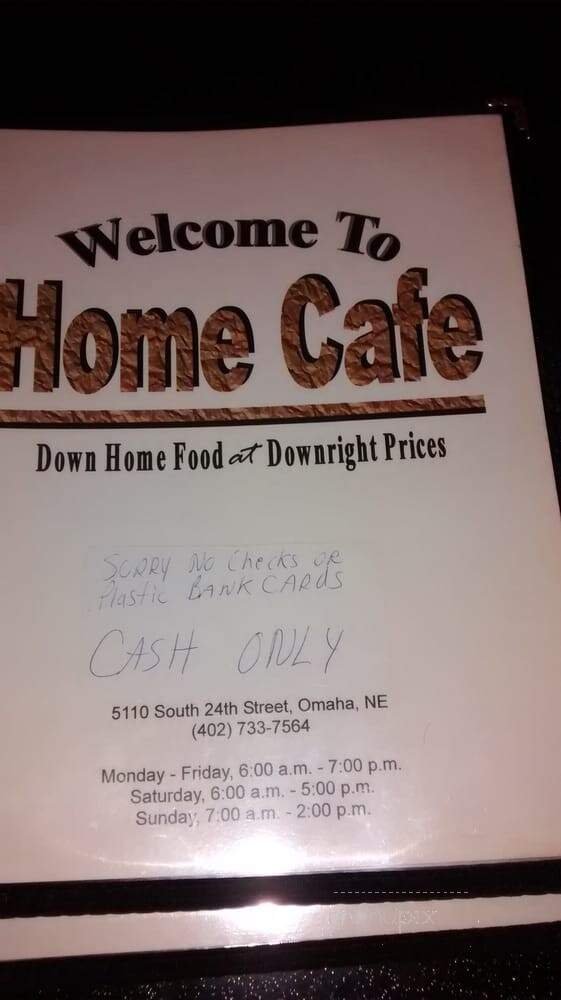 Welcome To
Home Cafe
Down Home Food at Downright Prices
SORRY No Checks or
Plastic BANK CARDS
CASH ONLY
5110 South 24th Street, Omaha, NE
(402) 733-7564
Monday - Friday, 6:00 a.m. - 7:00 p.m.
Saturday, 6:00 a.m. - 5:00 p.m.
Sunday, 7:00 a.m. - 2:00 p.m.